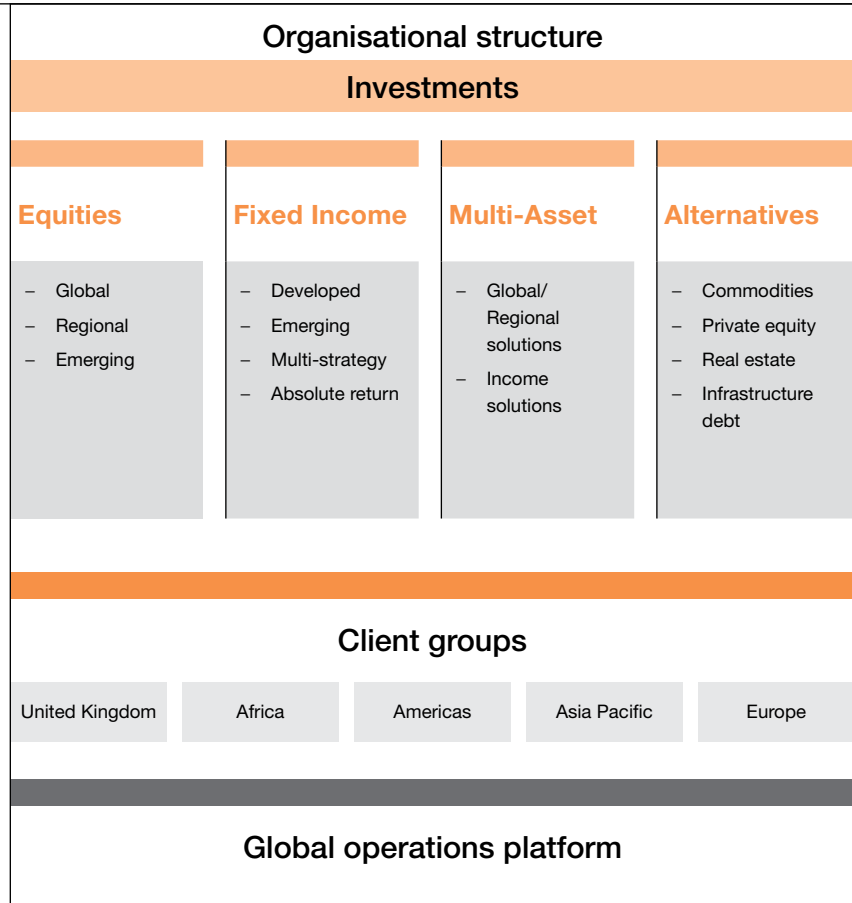 Organisational structure
Investments
Equities
– Global
– Regional
– Emerging
Fixed Income
– Developed
– Emerging
– Multi-strategy
– Absolute return
Multi-Asset
– Global/
Regional
solutions
– Income
solutions
Alternatives
– Commodities
– Private equity
– Real estate
– Infrastructure
debt
Client groups
United Kingdom
Africa
Americas
Asia Pacific
Europe
Global operations platform